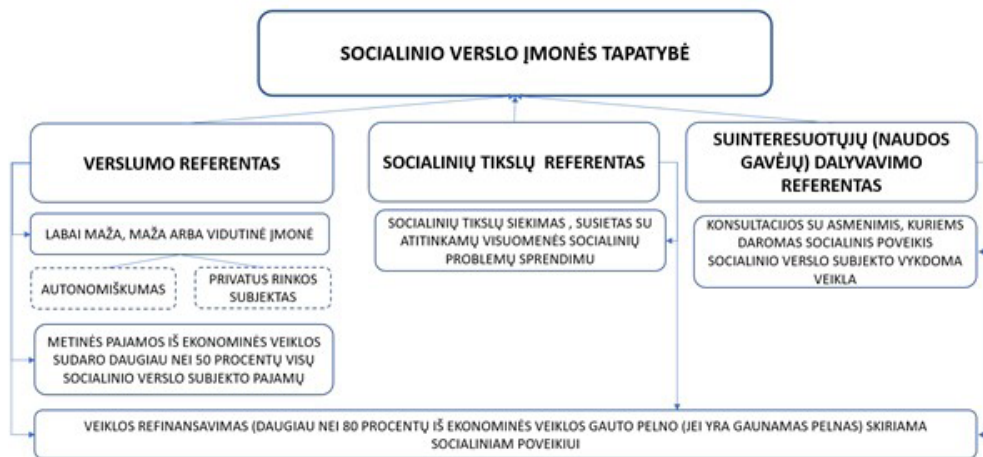 SOCIALINIO VERSLO ĮMONĖS TAPATYBĖ
VERSLUMO REFERENTAS
LABAI MAŽA, MAŽA ARBA VIDUTINĖ ĮMONĖ
AUTONOMIŠKUMAS
PRIVATUS RINKOS
SUBJEKTAS
METINĖS PAJAMOS IŠ EKONOMINĖS VEIKLOS
SUDARO DAUGIAU NEI 50 PROCENTŲ VISŲ
SOCIALINIO VERSLO SUBJEKTO PAJAMŲ
SOCIALINIŲ TIKSLŲ REFERENTAS
SOCIALINIŲ TIKSLŲ SIEKIMAS , SUSIETAS SU
ATITINKAMŲ VISUOMENĖS SOCIALINIŲ
PROBLEMŲ SPRENDIMU
SUINTERESUOTŲJŲ (NAUDOS
GAVĖJŲ) DALYVAVIMO
REFERENTAS
KONSULTACIJOS SU ASMENIMIS, KURIEMS
DAROMAS SOCIALINIS POVEIKIS
SOCIALINIO VERSLO SUBJEKTO VYKDOMA
VEIKLA
VEIKLOS REFINANSAVIMAS (DAUGIAU NEI 80 PROCENTŲ IŠ EKONOMINĖS VEIKLOS GAUTO PELNO (JEI YRA GAUNAMAS PELNAS) SKIRIAMA
SOCIALINIAM POVEIKIUI